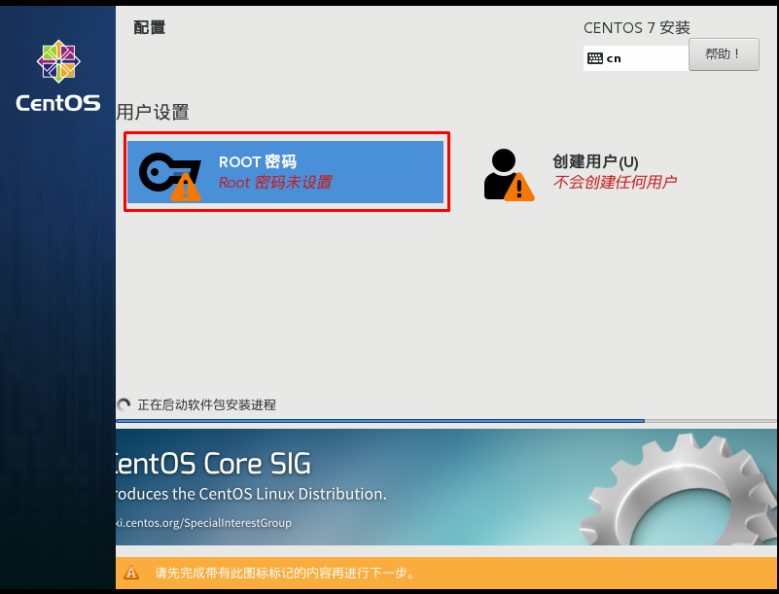 配置
CENTOS 7 安装
cn
帮助！
CentOS
用户设置
ROOT 密码
Root 密码未设置
创建用户(U)
不会创建任何用户
正在启动软件包安装进程
entOS Core SIG
oduces the CentOS Linux Distribution.
ki.centos.org/SpecialInterestGroup
请先完成带有此图标标记的内容再进行下一步。